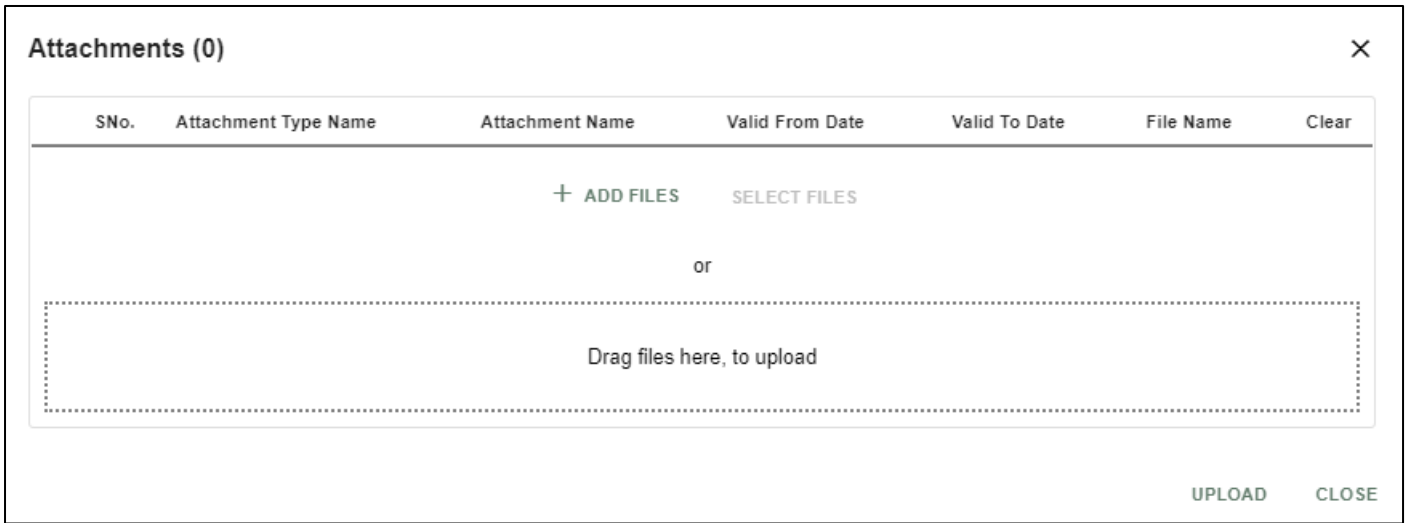 Attachments (0)
SNo. Attachment Type Name Attachment Name Valid From Date Valid To Date File Name Clear
+ ADD FILES SELECT FILES
or
Drag files here, to upload
UPLOAD CLOSE